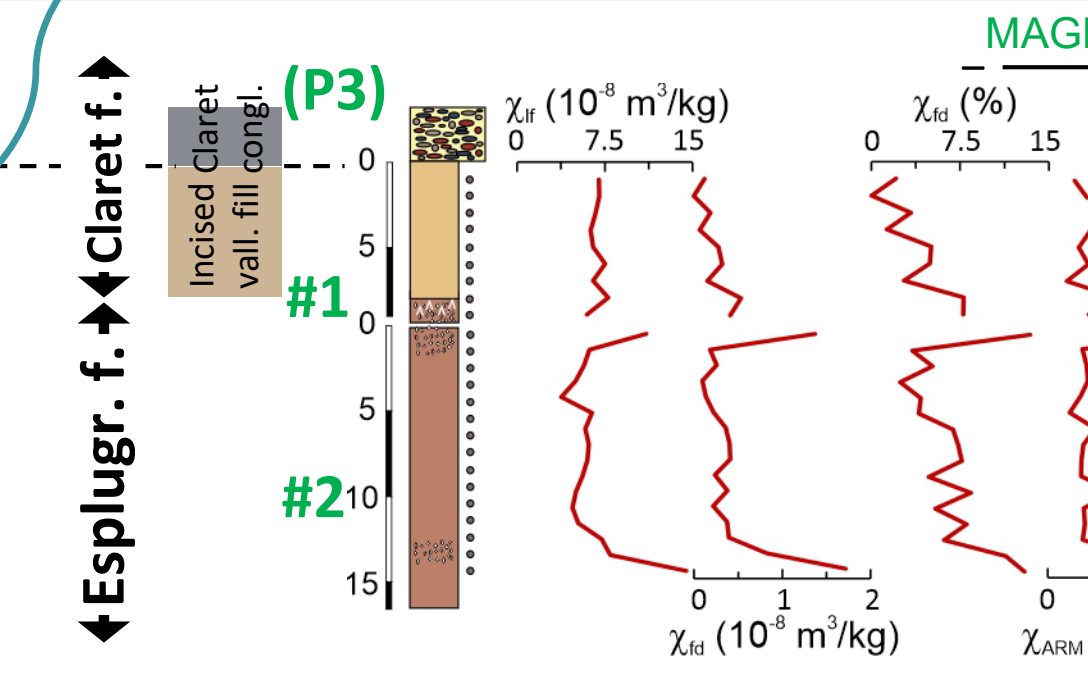 MAG
(P3)
χlf (10-8 m3/kg)
χfd (%)
0 7.5 15
0 7.5 15
Claret f.
Incised Claret
vall. fill congl.
0
5
#1
0
Esplugr. f.
5
#2
10
15
0 1 2
0
χfd (10-8 m3/kg)
χARM